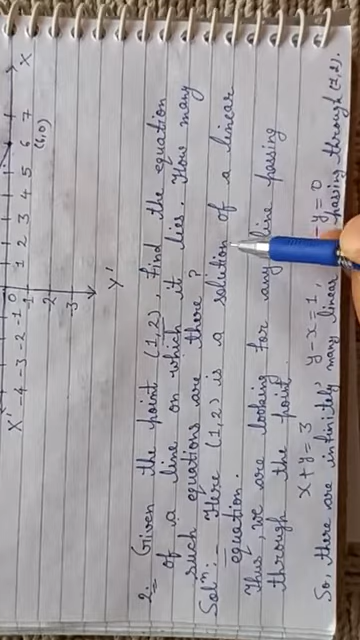 X' -4 -3 -2 -1 0 1 2 3 4 5 6 7 X
-1
(6,0)
-2
-3
Y'
2. Given the point (1,2), find the equation
of a line on which it lies. How many
such equations are there?
Solⁿ:- Here (1,2) is a solution of a linear
equation.
Thus, we are looking for any line passing
through the point.
x+y=3 y-x=1, -y=0
So, there are infinitely many linear passing through (1,2).